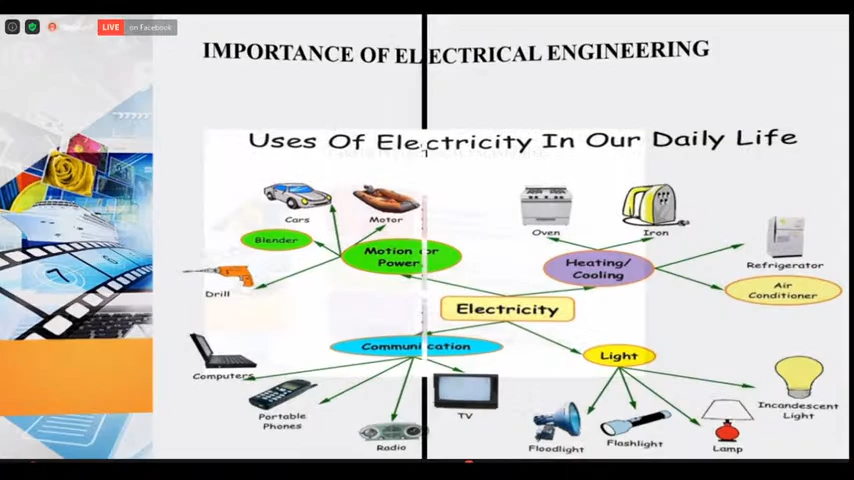 LIVE on Facebook
IMPORTANCE OF ELECTRICAL ENGINEERING
Uses Of Electricity In Our Daily Life
Cars
Motor
Oven
Iron
Blender
Motion or
Power
Heating/
Cooling
Refrigerator
Drill
Air
Conditioner
Electricity
Communication
Light
Computers
Portable
Phones
TV
Incandescent
Light
Radio
Floodlight
Flashlight
Lamp
7
6